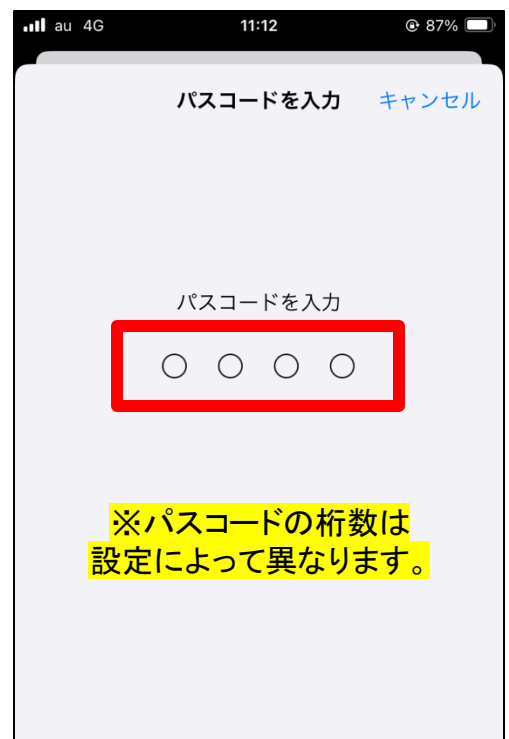 au 4G 11:12 87%
パスコードを入力 キャンセル
パスコードを入力
※パスコードの桁数は
設定によって異なります。